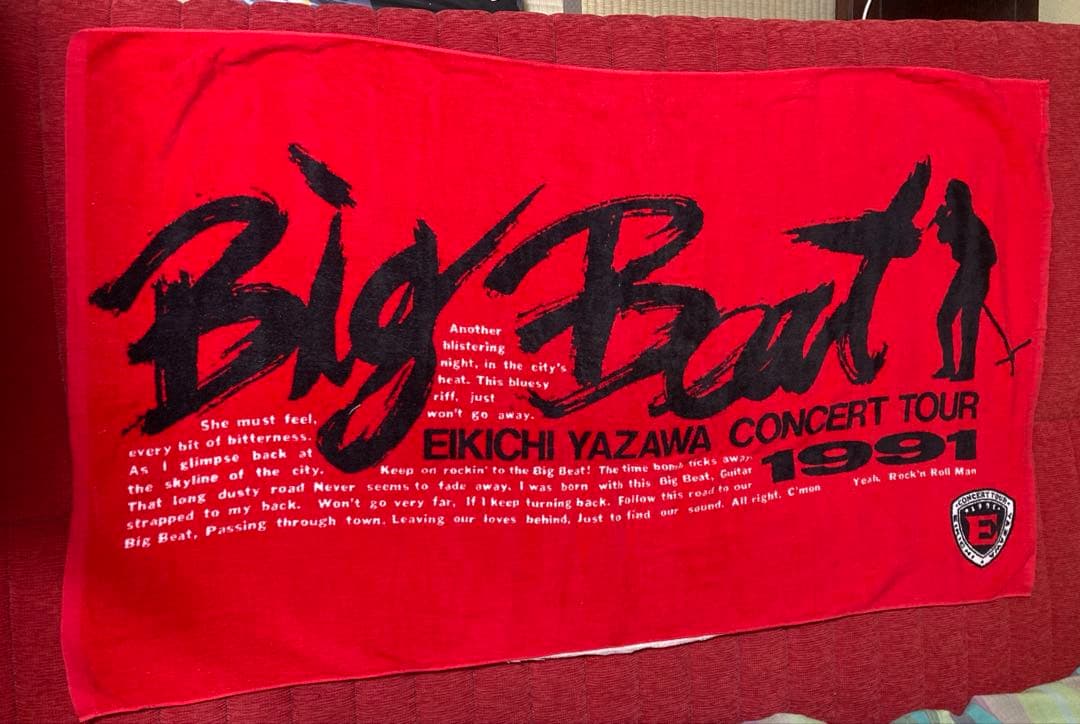 Big Beat
Another
blistering
night, in the city's
heat. This bluesy
riff, just
won't go away.
EIKICHI YAZAWA CONCERT TOUR
1991
She must feel,
every bit of bitterness.
As I glimpse back at
the skyline of the city.
Keep on rockin' to the Big Beat! The time bomb ticks away.
That long dusty road Never seems to fade away. I was born with this Big Beat, Guitar
strapped to my back. Won't go very far, If I keep turning back. Follow this road to our
Big Beat, Passing through town, Leaving our loves behind, Just to find our sound. All right. C'mon
Yeah, Rock'n Roll Man
CONCERT TOUR
1991
E
EIKICHI YAZAWA